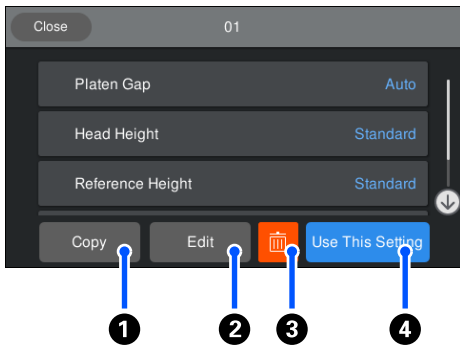 Close 01
Platen Gap Auto
Head Height Standard
Reference Height Standard
Copy Edit Use This Setting
1 2 3 4